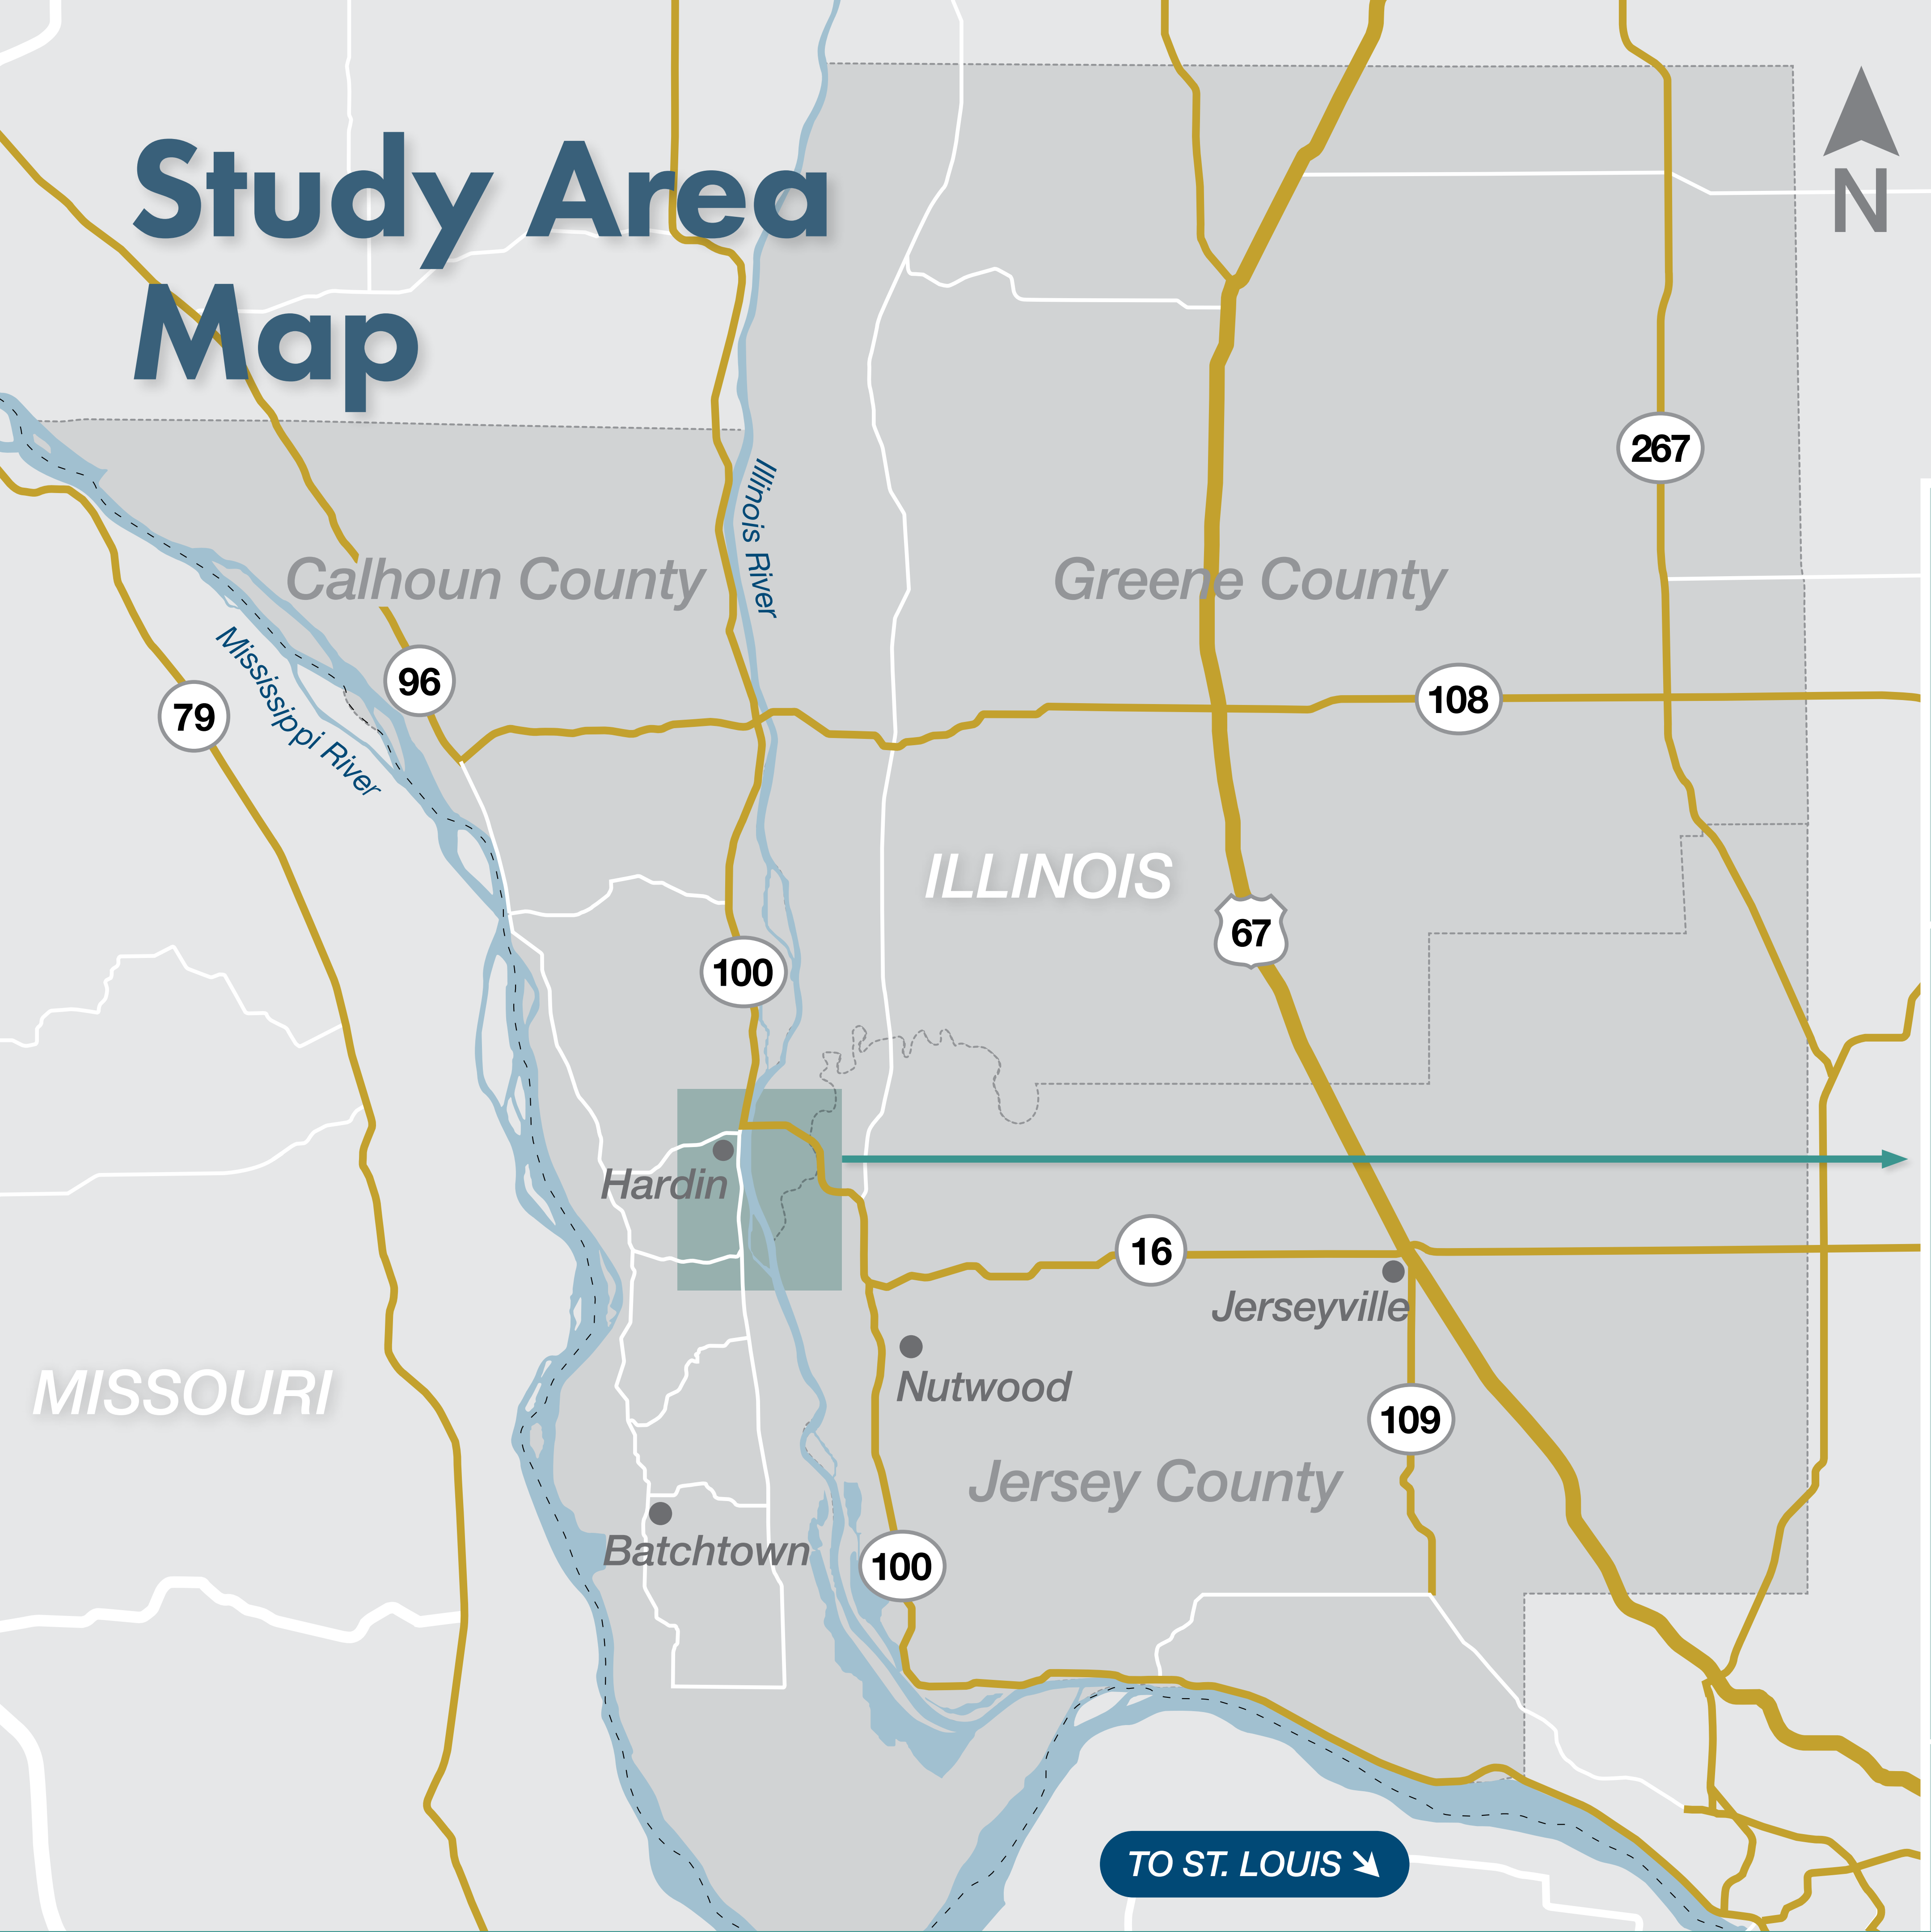 Study Area
Map
N
267
Illinois River
Calhoun County
Greene County
Mississippi River
96
108
79
ILLINOIS
67
100
Hardin
16
Jerseyville
MISSOURI
Nutwood
109
Jersey County
Batchtown
100
TO ST. LOUIS